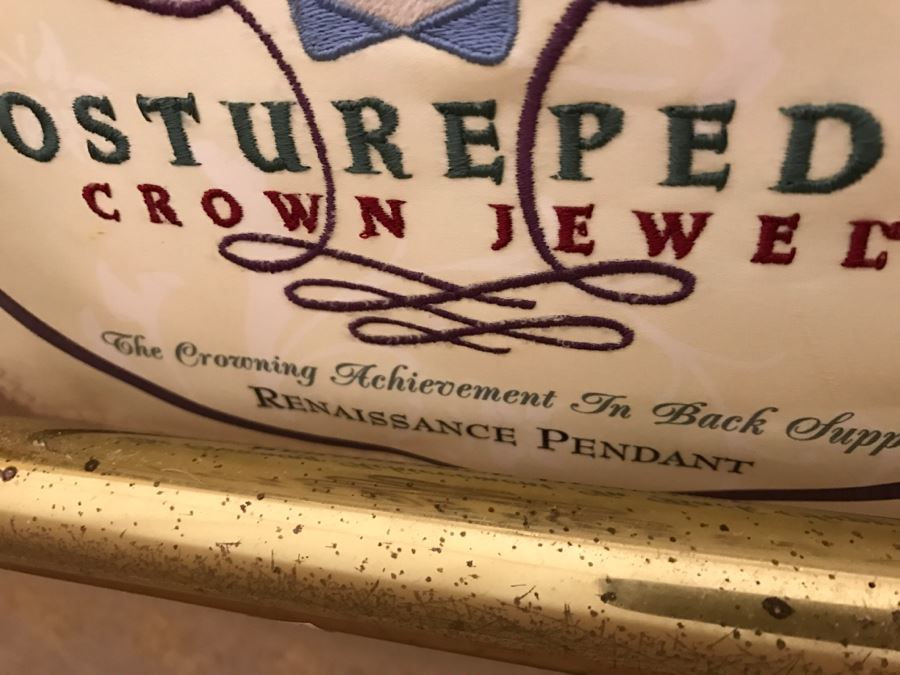 OSTUREPED
CROWN JEWEL
The Crowning Achievement In Back Supp
RENAISSANCE PENDANT